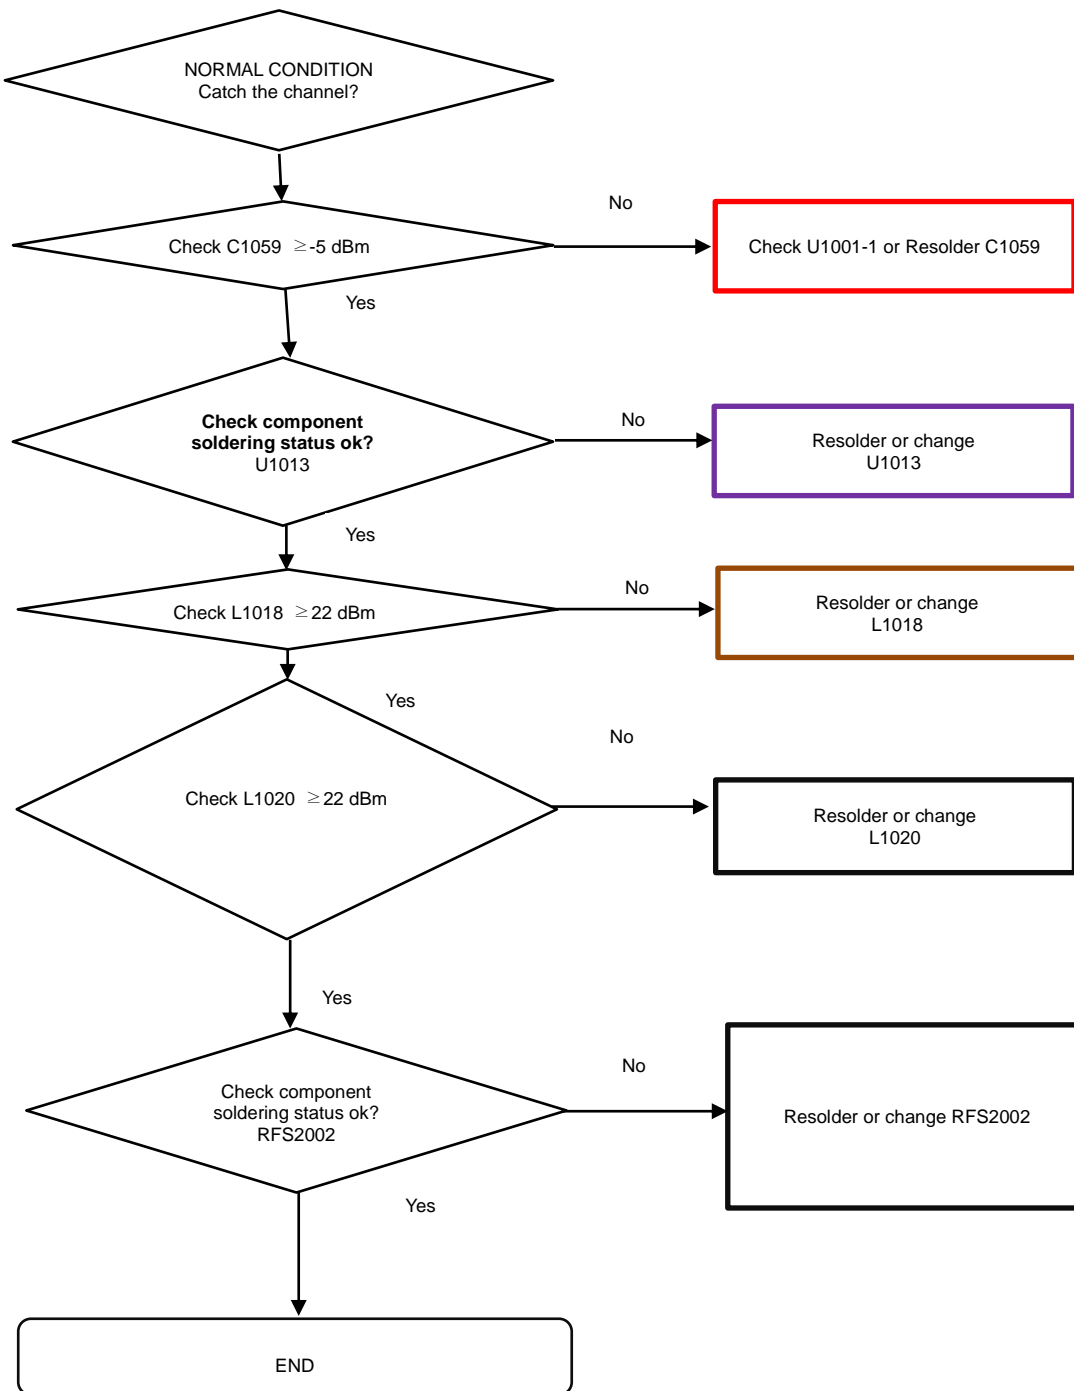 NORMAL CONDITION
Catch the channel?
No
Check C1059 ≥-5 dBm
Check U1001-1 or Resolder C1059
Yes
Check component
soldering status ok?
U1013
No
Resolder or change
U1013
Yes
Check L1018 ≥22 dBm
No
Resolder or change
L1018
Yes
No
Check L1020 ≥22 dBm
Resolder or change
L1020
Yes
Check component
soldering status ok?
RFS2002
No
Resolder or change RFS2002
Yes
END